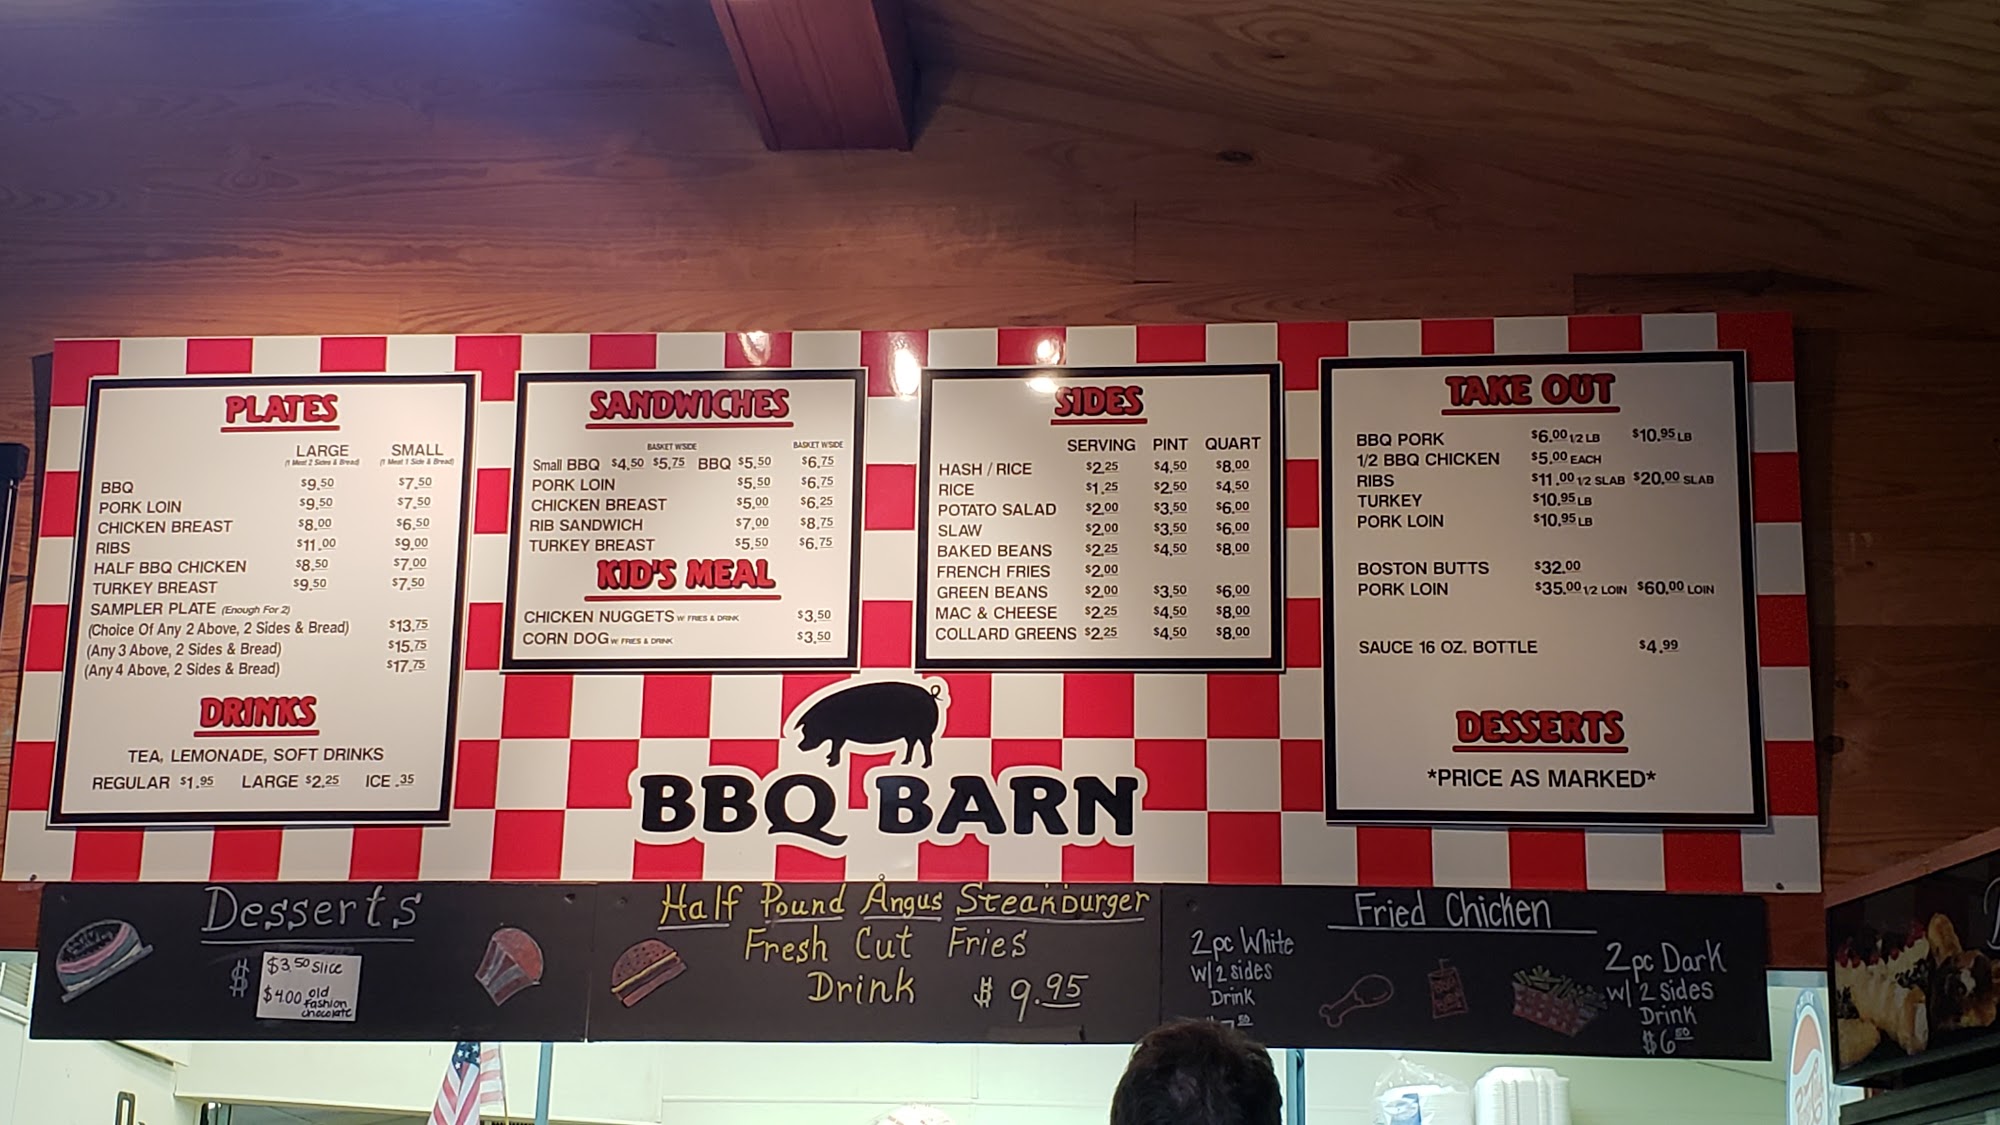 PLATES
LARGE SMALL
(1 Meat 2 Sides & Bread) (1 Meat 1 Side & Bread)
BBQ $9.50 $7.50
PORK LOIN $9.50 $7.50
CHICKEN BREAST $8.00 $6.50
RIBS $11.00 $9.00
HALF BBQ CHICKEN $8.50 $7.00
TURKEY BREAST $9.50 $7.50
SAMPLER PLATE (Enough For 2)
(Choice Of Any 2 Above, 2 Sides & Bread) $13.75
(Any 3 Above, 2 Sides & Bread) $15.75
(Any 4 Above, 2 Sides & Bread) $17.75
DRINKS
TEA, LEMONADE, SOFT DRINKS
REGULAR $1.95 LARGE $2.25 ICE .35
SANDWICHES
BASKET W/SIDE BASKET W/SIDE
Small BBQ $4.50 $5.75 BBQ $5.50 $6.75
PORK LOIN $5.50 $6.75
CHICKEN BREAST $5.00 $6.25
RIB SANDWICH $7.00 $8.75
TURKEY BREAST $5.50 $6.75
KID'S MEAL
CHICKEN NUGGETS W/ FRIES & DRINK $3.50
CORN DOG W/ FRIES & DRINK $3.50
SIDES
SERVING PINT QUART
HASH / RICE $2.25 $4.50 $8.00
RICE $1.25 $2.50 $4.50
POTATO SALAD $2.00 $3.50 $6.00
SLAW $2.00 $3.50 $6.00
BAKED BEANS $2.25 $4.50 $8.00
FRENCH FRIES $2.00
GREEN BEANS $2.00 $3.50 $6.00
MAC & CHEESE $2.25 $4.50 $8.00
COLLARD GREENS $2.25 $4.50 $8.00
TAKE OUT
BBQ PORK $6.00 1/2 LB $10.95 LB
1/2 BBQ CHICKEN $5.00 EACH
RIBS $11.00 1/2 SLAB $20.00 SLAB
TURKEY $10.95 LB
PORK LOIN $10.95 LB
BOSTON BUTTS $32.00
PORK LOIN $35.00 1/2 LOIN $60.00 LOIN
SAUCE 16 OZ. BOTTLE $4.99
DESSERTS
*PRICE AS MARKED*
BBQ BARN
Desserts
$
$3.50 slice
$4.00 old
fashion
chocolate
Half Pound Angus Steakburger
Fresh Cut Fries
Drink $9.95
Fried Chicken
2pc White
w/ 2 sides
Drink
2pc Dark
w/ 2 sides
Drink
$6.50